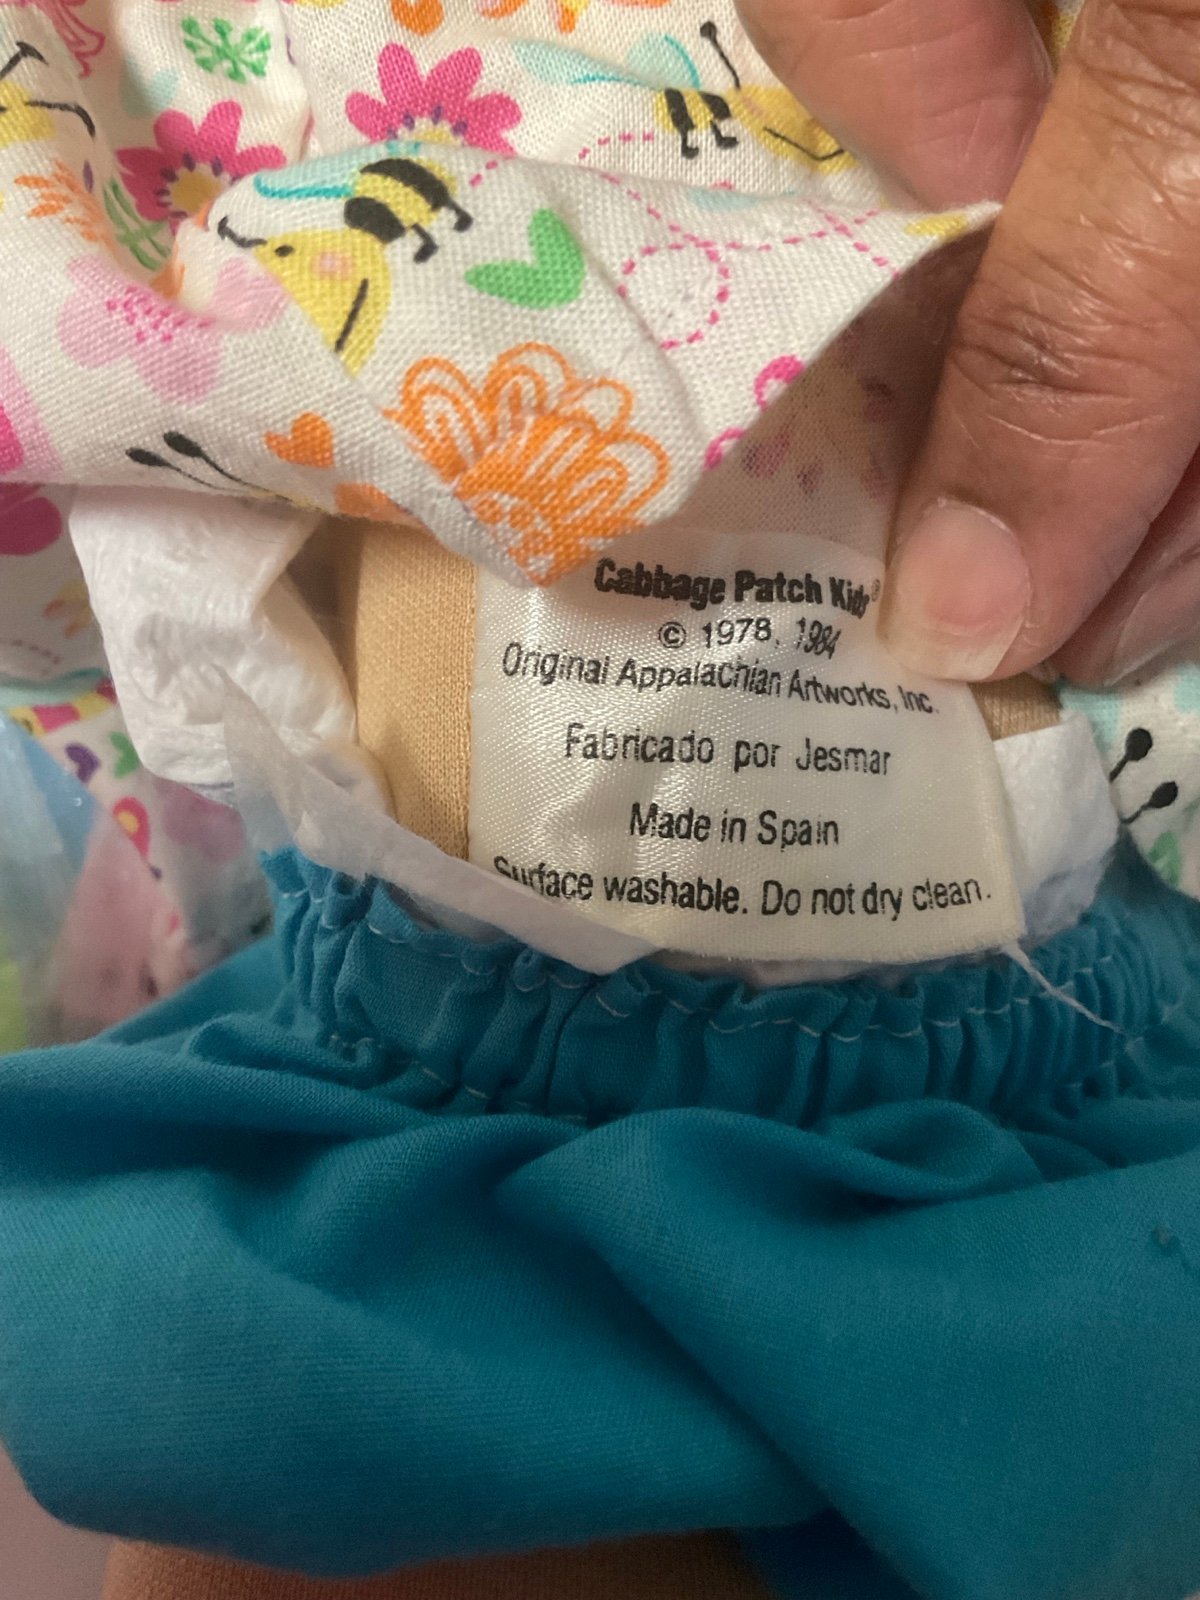 Cabbage Patch Kids®
© 1978, 1984
Original Appalachian Artworks, Inc.
Fabricado por Jesmar
Made in Spain
Surface washable. Do not dry clean.